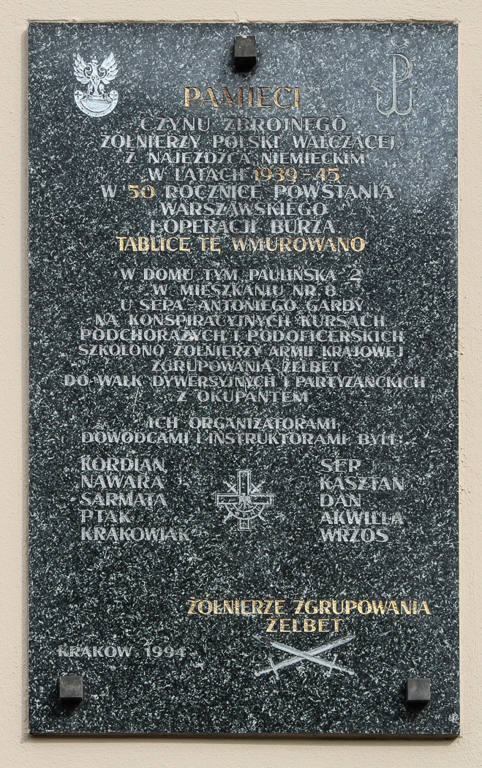 PAMIĘCI
CZYNU ZBROJNEGO
ŻOŁNIERZY POLSKI WALCZĄCEJ
Z NAJEŹDŹCĄ NIEMIECKIM
W LATACH 1939-45
W 50 ROCZNICĘ POWSTANIA
WARSZAWSKIEGO
I OPERACJI BURZA
TABLICĘ TĘ WMUROWANO
W DOMU TYM PAULIŃSKA 2
W MIESZKANIU NR 8
U SĘPA-ANTONIEGO GARDY
NA KONSPIRACYJNYCH KURSACH
PODCHORĄŻYCH I PODOFICERSKICH
SZKOLONO ŻOŁNIERZY ARMII KRAJOWEJ
ZGRUPOWANIA ŻELBET
DO WALK DYWERSYJNYCH I PARTYZANCKICH
Z OKUPANTEM
ICH ORGANIZATORAMI,
DOWÓDCAMI I INSTRUKTORAMI BYLI:
KORDIAN SĘP
NAWARA KASZTAN
SARMATA DAN
PTAK AKWILLA
KRAKOWIAK WRZOS
ŻOŁNIERZE ZGRUPOWANIA
ŻELBET
KRAKÓW 1994